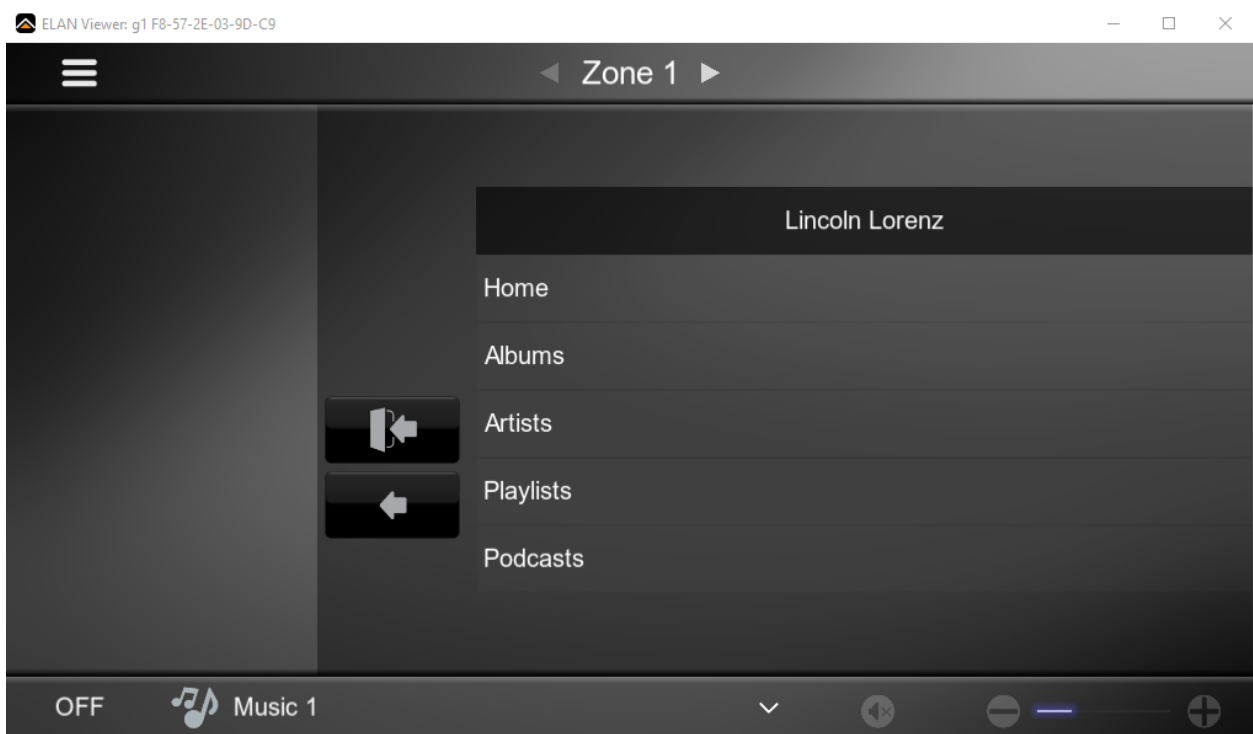 ELAN Viewer: g1 F8-57-2E-03-9D-C9
Zone 1
Lincoln Lorenz
Home
Albums
Artists
Playlists
Podcasts
OFF Music 1